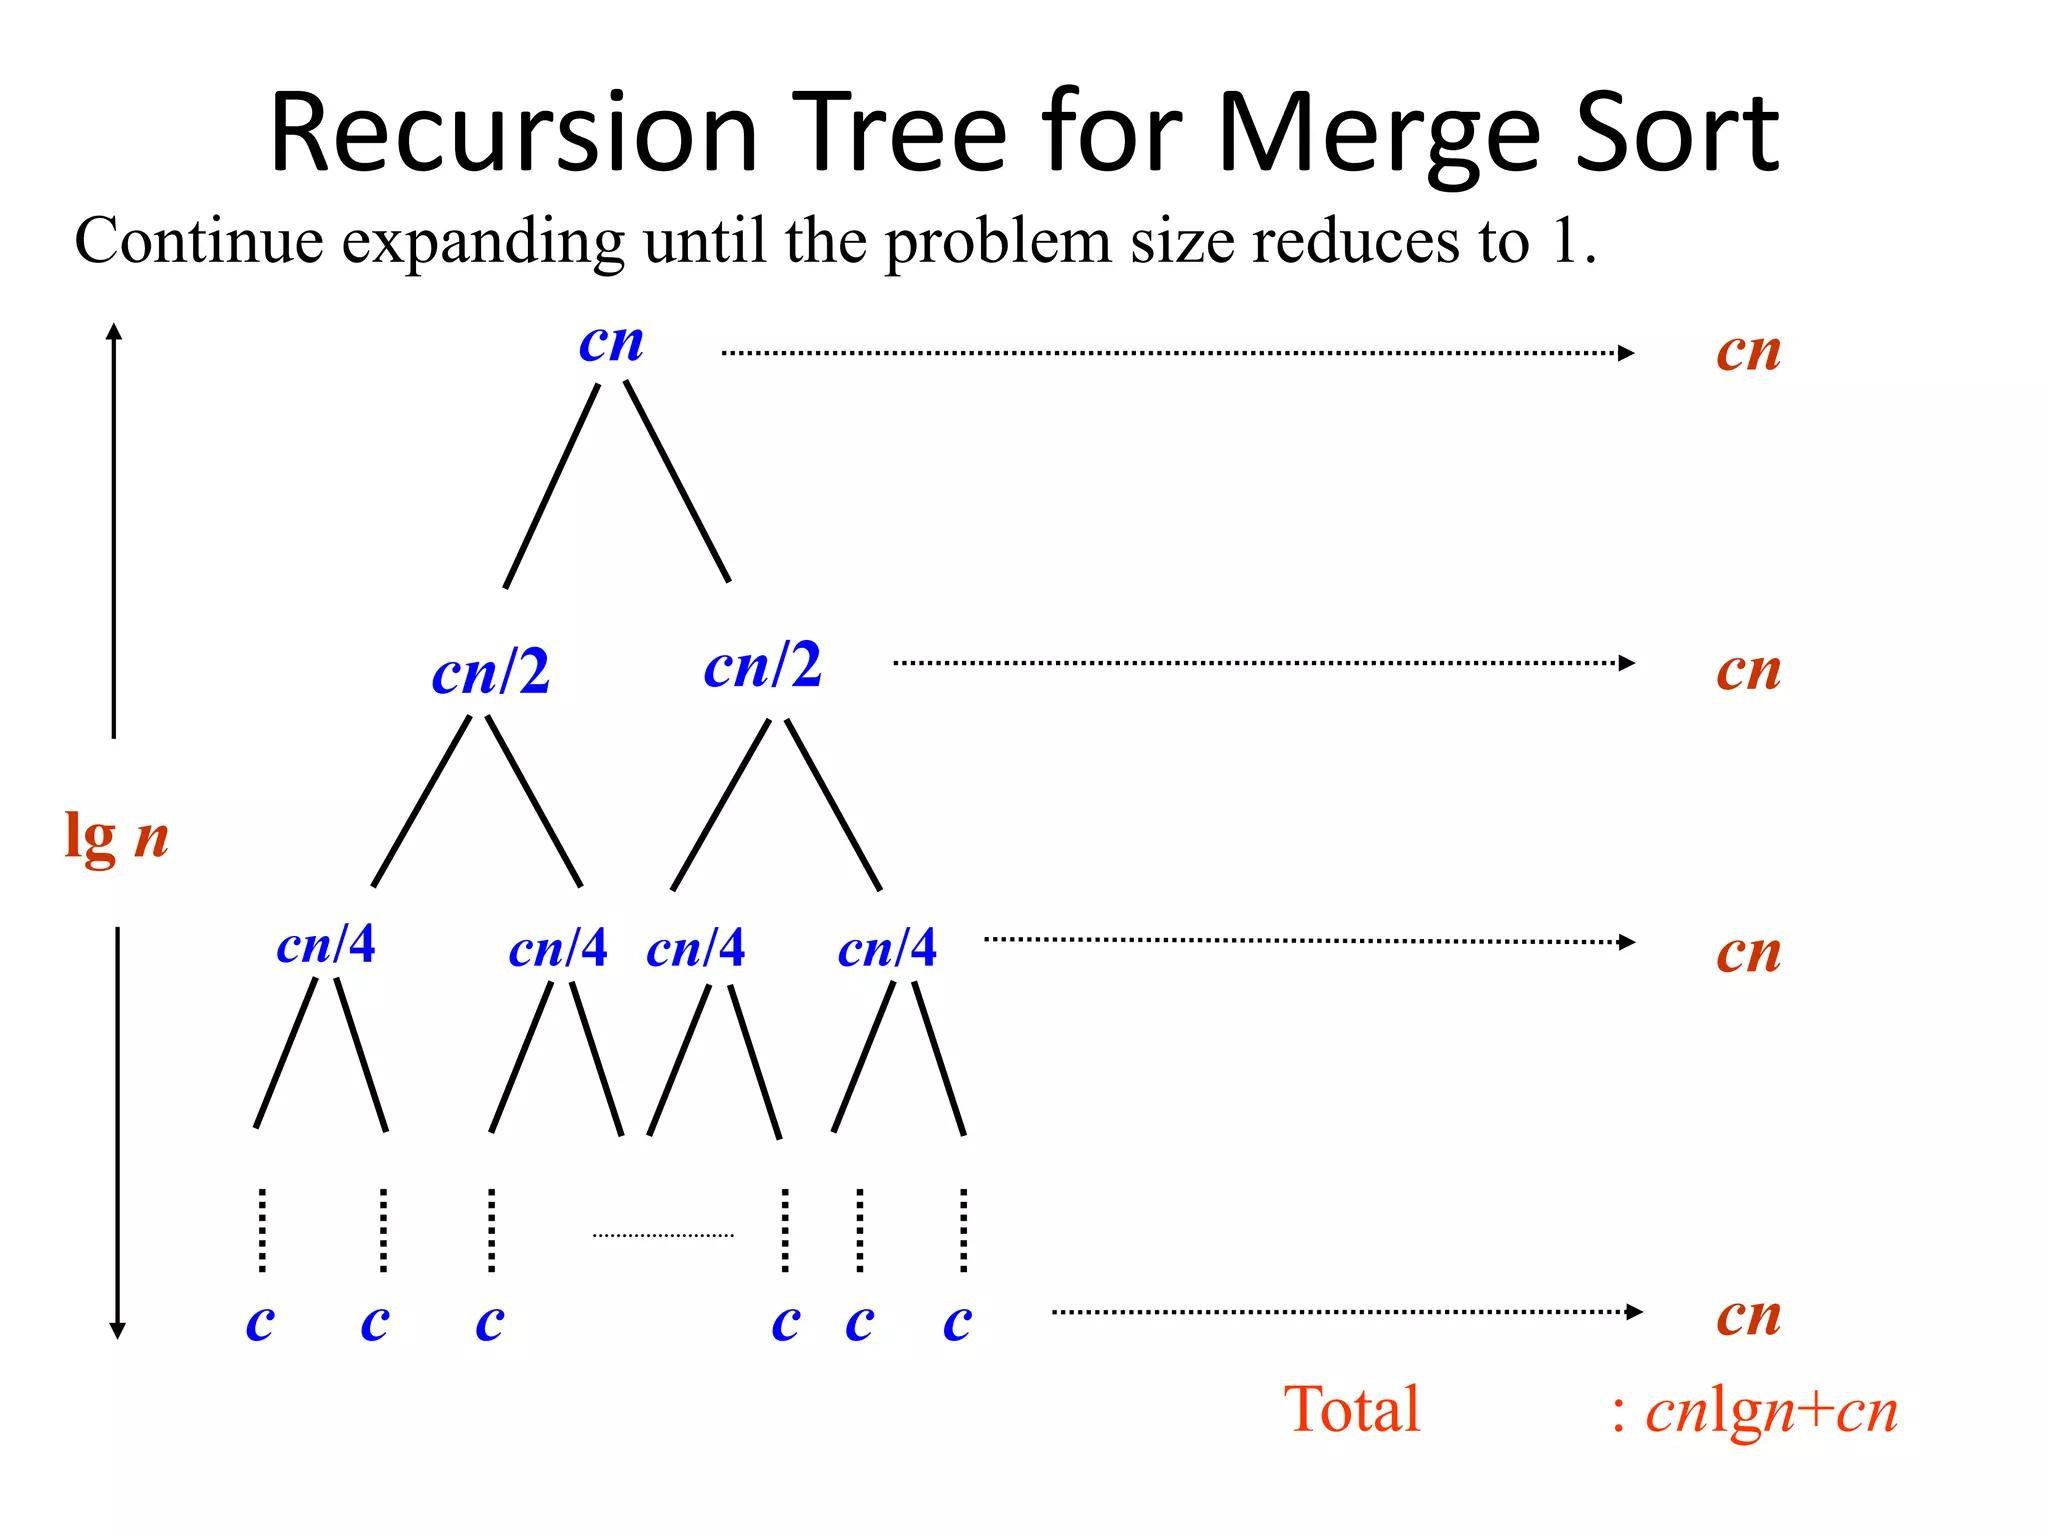 Recursion Tree for Merge Sort
Continue expanding until the problem size reduces to 1.
cn cn
cn/2 cn/2 cn
lg n
cn/4 cn/4 cn/4 cn/4 cn
c c c c c c cn
Total : cnlgn+cn